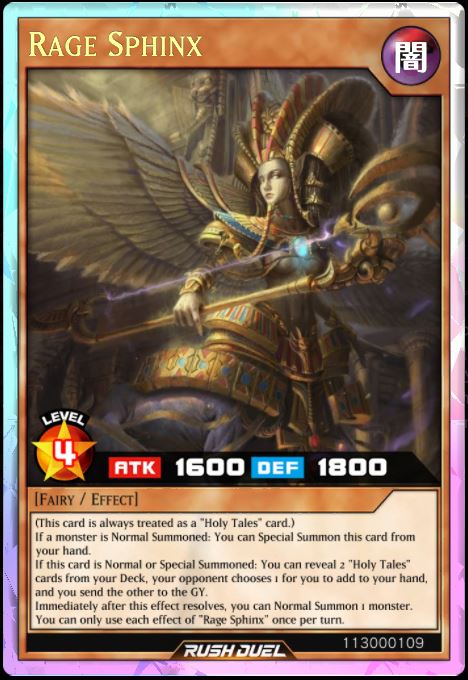 RAGE SPHINX
闇
LEVEL
4
ATK 1600 DEF 1800
[FAIRY / EFFECT]
(This card is always treated as a "Holy Tales" card.)
If a monster is Normal Summoned: You can Special Summon this card from
your hand.
If this card is Normal or Special Summoned: You can reveal 2 "Holy Tales"
cards from your Deck, your opponent chooses 1 for you to add to your hand,
and you send the other to the GY.
Immediately after this effect resolves, you can Normal Summon 1 monster.
You can only use each effect of "Rage Sphinx" once per turn.
113000109
RUSH DUEL